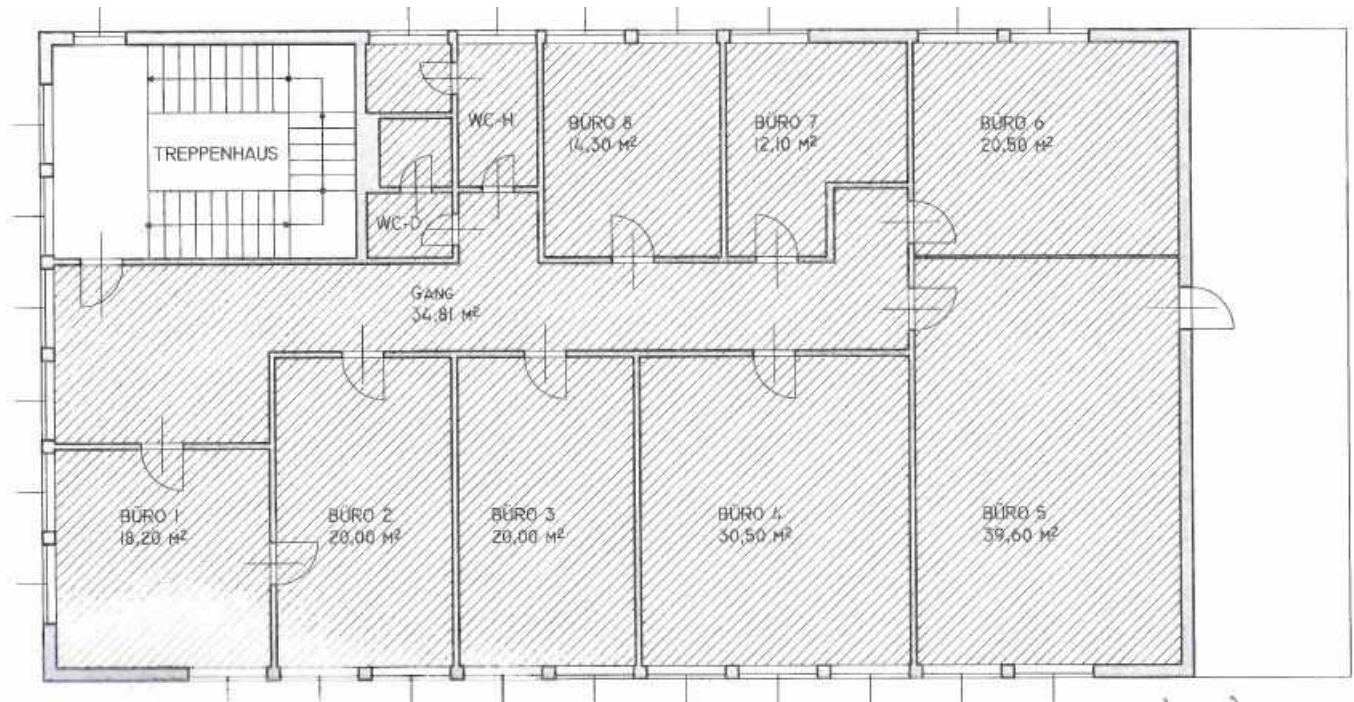 WC-H
BÜRO 8
14,30 M²
BÜRO 7
12,10 M²
BÜRO 6
20,50 M²
TREPPENHAUS
WC-D
GANG
34,81 M²
BÜRO 1
18,20 M²
BÜRO 2
20,00 M²
BÜRO 3
20,00 M²
BÜRO 4
30,50 M²
BÜRO 5
39,60 M²